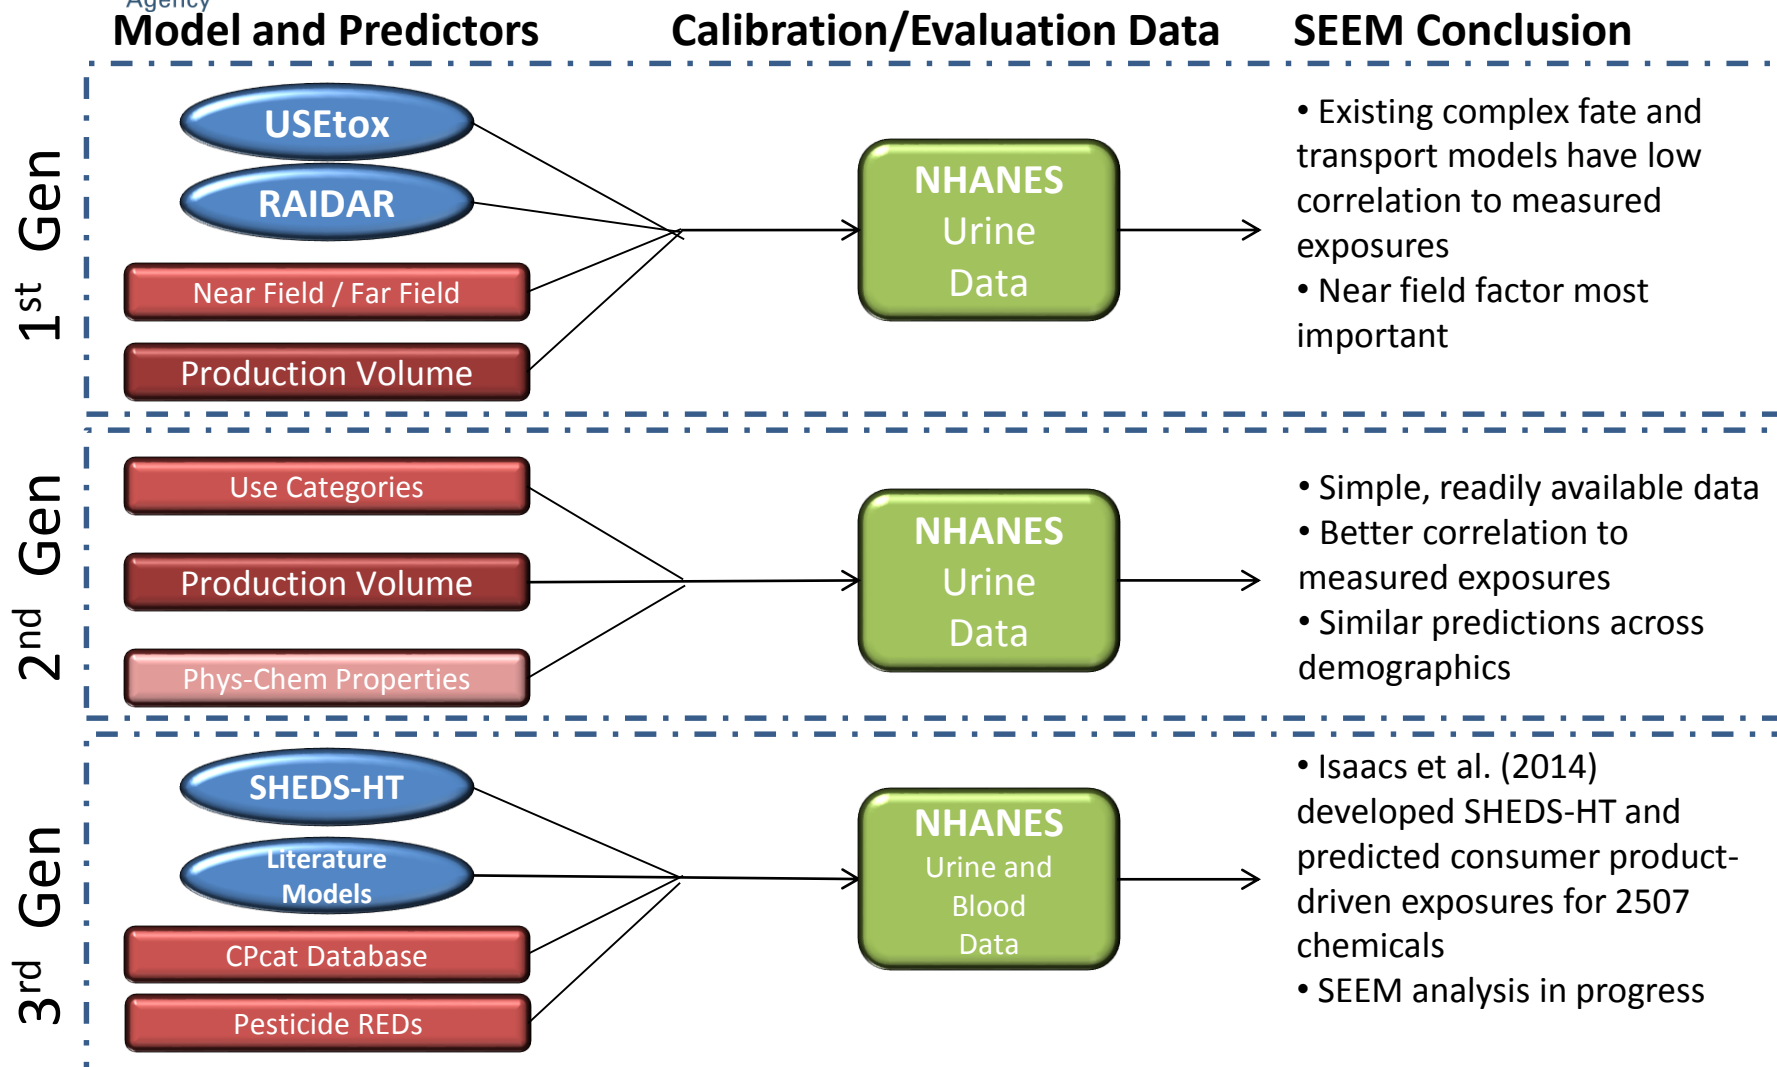 Agency
Model and Predictors
Calibration/Evaluation Data
SEEM Conclusion
1st Gen
USEtox
RAIDAR
Near Field / Far Field
Production Volume
NHANES
Urine
Data
• Existing complex fate and
transport models have low
correlation to measured
exposures
• Near field factor most
important
2nd Gen
Use Categories
Production Volume
Phys-Chem Properties
NHANES
Urine
Data
• Simple, readily available data
• Better correlation to
measured exposures
• Similar predictions across
demographics
3rd Gen
SHEDS-HT
Literature
Models
CPcat Database
Pesticide REDs
NHANES
Urine and
Blood
Data
• Isaacs et al. (2014)
developed SHEDS-HT and
predicted consumer product-
driven exposures for 2507
chemicals
• SEEM analysis in progress